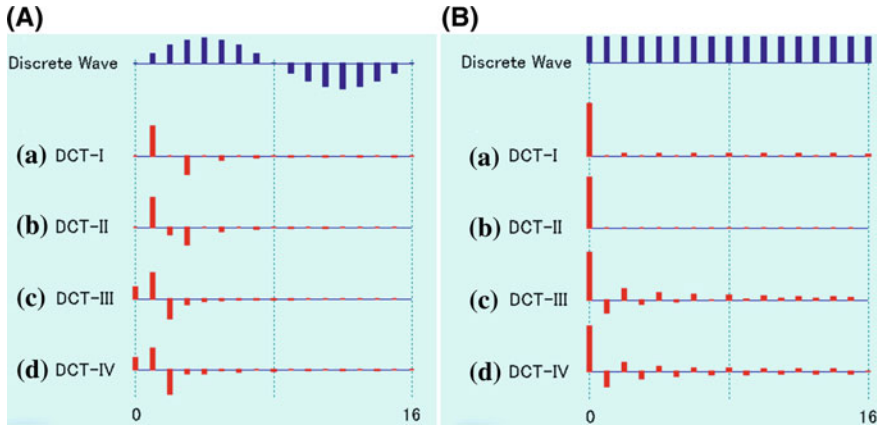 (A)
Discrete Wave
(a) DCT-I
(b) DCT-II
(c) DCT-III
(d) DCT-IV
0 16
(B)
Discrete Wave
(a) DCT-I
(b) DCT-II
(c) DCT-III
(d) DCT-IV
0 16